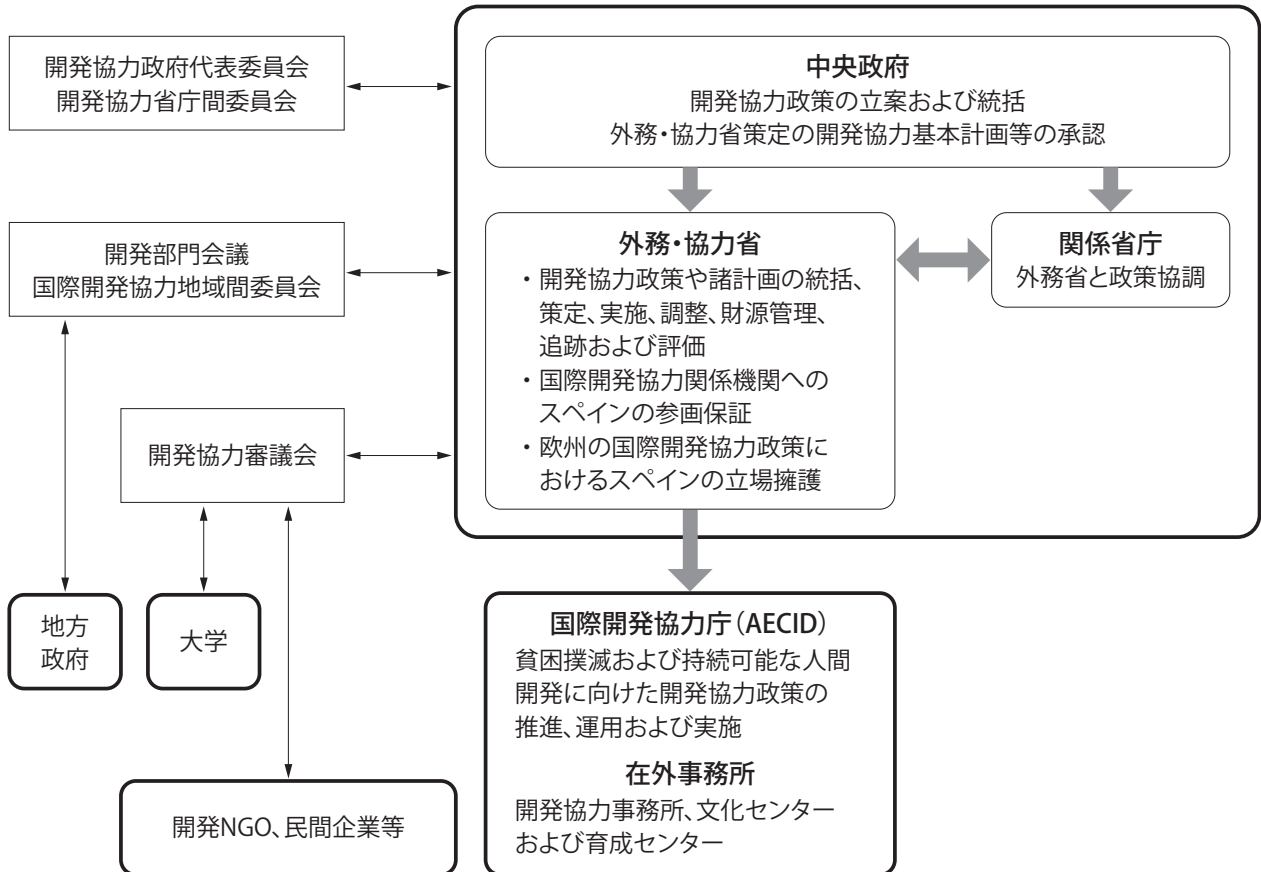 開発協力政府代表委員会
開発協力省庁間委員会
中央政府
開発協力政策の立案および統括
外務・協力省策定の開発協力基本計画等の承認
開発部門会議
国際開発協力地域間委員会
外務・協力省
・開発協力政策や諸計画の統括、
策定、実施、調整、財源管理、
追跡および評価
・国際開発協力関係機関への
スペインの参画保証
・欧州の国際開発協力政策に
おけるスペインの立場擁護
関係省庁
外務省と政策協調
開発協力審議会
地方
政府
大学
開発NGO、民間企業等
国際開発協力庁（AECID）
貧困撲滅および持続可能な人間
開発に向けた開発協力政策の
推進、運用および実施
在外事務所
開発協力事務所、文化センター
および育成センター